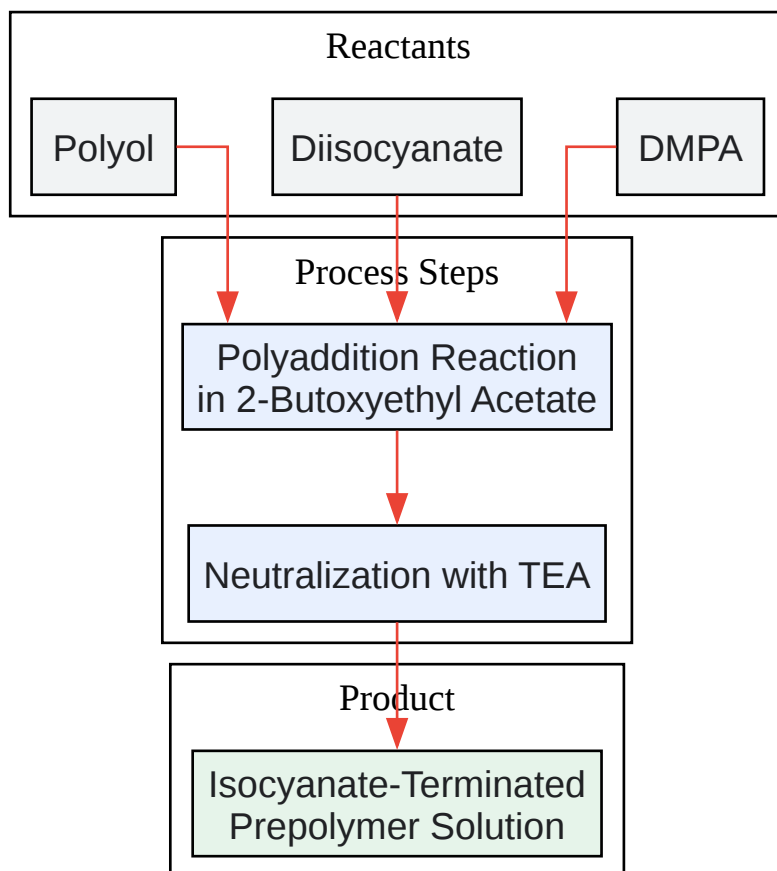 Reactants
Polyol
Diisocyanate
DMPA
Process Steps
Polyaddition Reaction
in 2-Butoxyethyl Acetate
Neutralization with TEA
Product
Isocyanate-Terminated
Prepolymer Solution